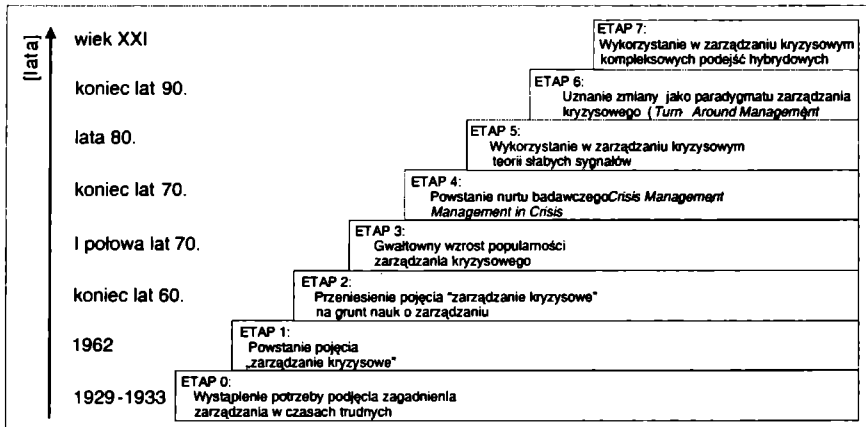 [lata]
wiek XXI
ETAP 7:
Wykorzystanie w zarządzaniu kryzysowym
kompleksowych podejść hybrydowych
koniec lat 90.
ETAP 6:
Uznanie zmiany jako paradygmatu zarządzania
kryzysowego (Turn Around Management
lata 80.
ETAP 5:
Wykorzystanie w zarządzaniu kryzysowym
teorii słabych sygnałów
koniec lat 70.
ETAP 4:
Powstanie nurtu badawczegoCrisis Management
Management in Crisis
I połowa lat 70.
ETAP 3:
Gwałtowny wzrost popularności
zarządzania kryzysowego
koniec lat 60.
ETAP 2:
Przeniesienie pojęcia "zarządzanie kryzysowe"
na grunt nauk o zarządzaniu
1962
ETAP 1:
Powstanie pojęcia
„zarządzanie kryzysowe"
1929-1933
ETAP 0:
Wystąpienie potrzeby podjęcia zagadnienia
zarządzania w czasach trudnych